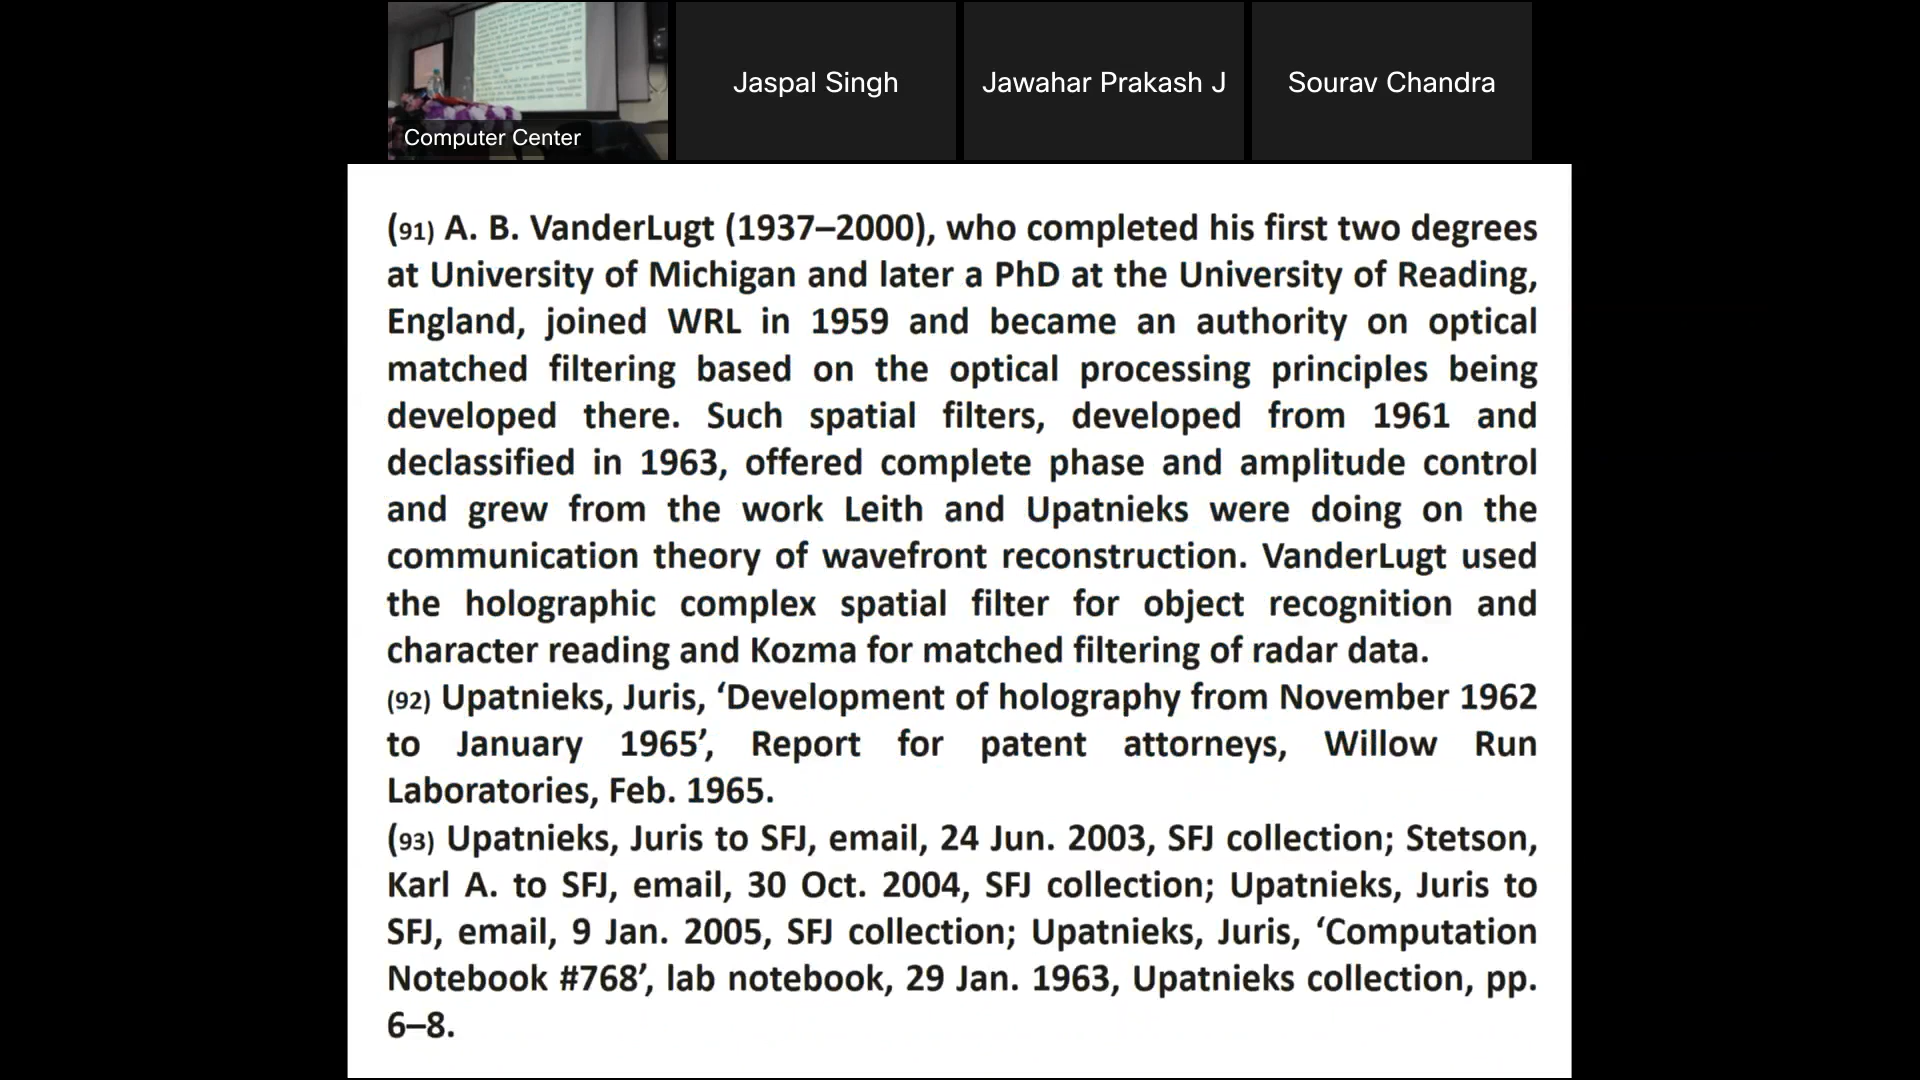 Computer Center
Jaspal Singh
Jawahar Prakash J
Sourav Chandra
(91) A. B. VanderLugt (1937–2000), who completed his first two degrees
at University of Michigan and later a PhD at the University of Reading,
England, joined WRL in 1959 and became an authority on optical
matched filtering based on the optical processing principles being
developed there. Such spatial filters, developed from 1961 and
declassified in 1963, offered complete phase and amplitude control
and grew from the work Leith and Upatnieks were doing on the
communication theory of wavefront reconstruction. VanderLugt used
the holographic complex spatial filter for object recognition and
character reading and Kozma for matched filtering of radar data.
(92) Upatnieks, Juris, ‘Development of holography from November 1962
to January 1965’, Report for patent attorneys, Willow Run
Laboratories, Feb. 1965.
(93) Upatnieks, Juris to SFJ, email, 24 Jun. 2003, SFJ collection; Stetson,
Karl A. to SFJ, email, 30 Oct. 2004, SFJ collection; Upatnieks, Juris to
SFJ, email, 9 Jan. 2005, SFJ collection; Upatnieks, Juris, ‘Computation
Notebook #768’, lab notebook, 29 Jan. 1963, Upatnieks collection, pp.
6–8.